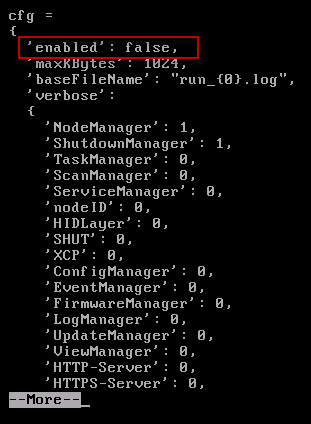 cfg =
{
'enabled': false,
'maxKBytes': 1024,
'baseFileName': "run_{0}.log",
'verbose':
{
'NodeManager': 1,
'ShutdownManager': 1,
'TaskManager': 0,
'ScanManager': 0,
'ServiceManager': 0,
'nodeID': 0,
'HIDLayer': 0,
'SHUT': 0,
'XCP': 0,
'ConfigManager': 0,
'EventManager': 0,
'FirmwareManager': 0,
'LogManager': 0,
'UpdateManager': 0,
'ViewManager': 0,
'HTTP-Server': 0,
'HTTPS-Server': 0,
--More--_